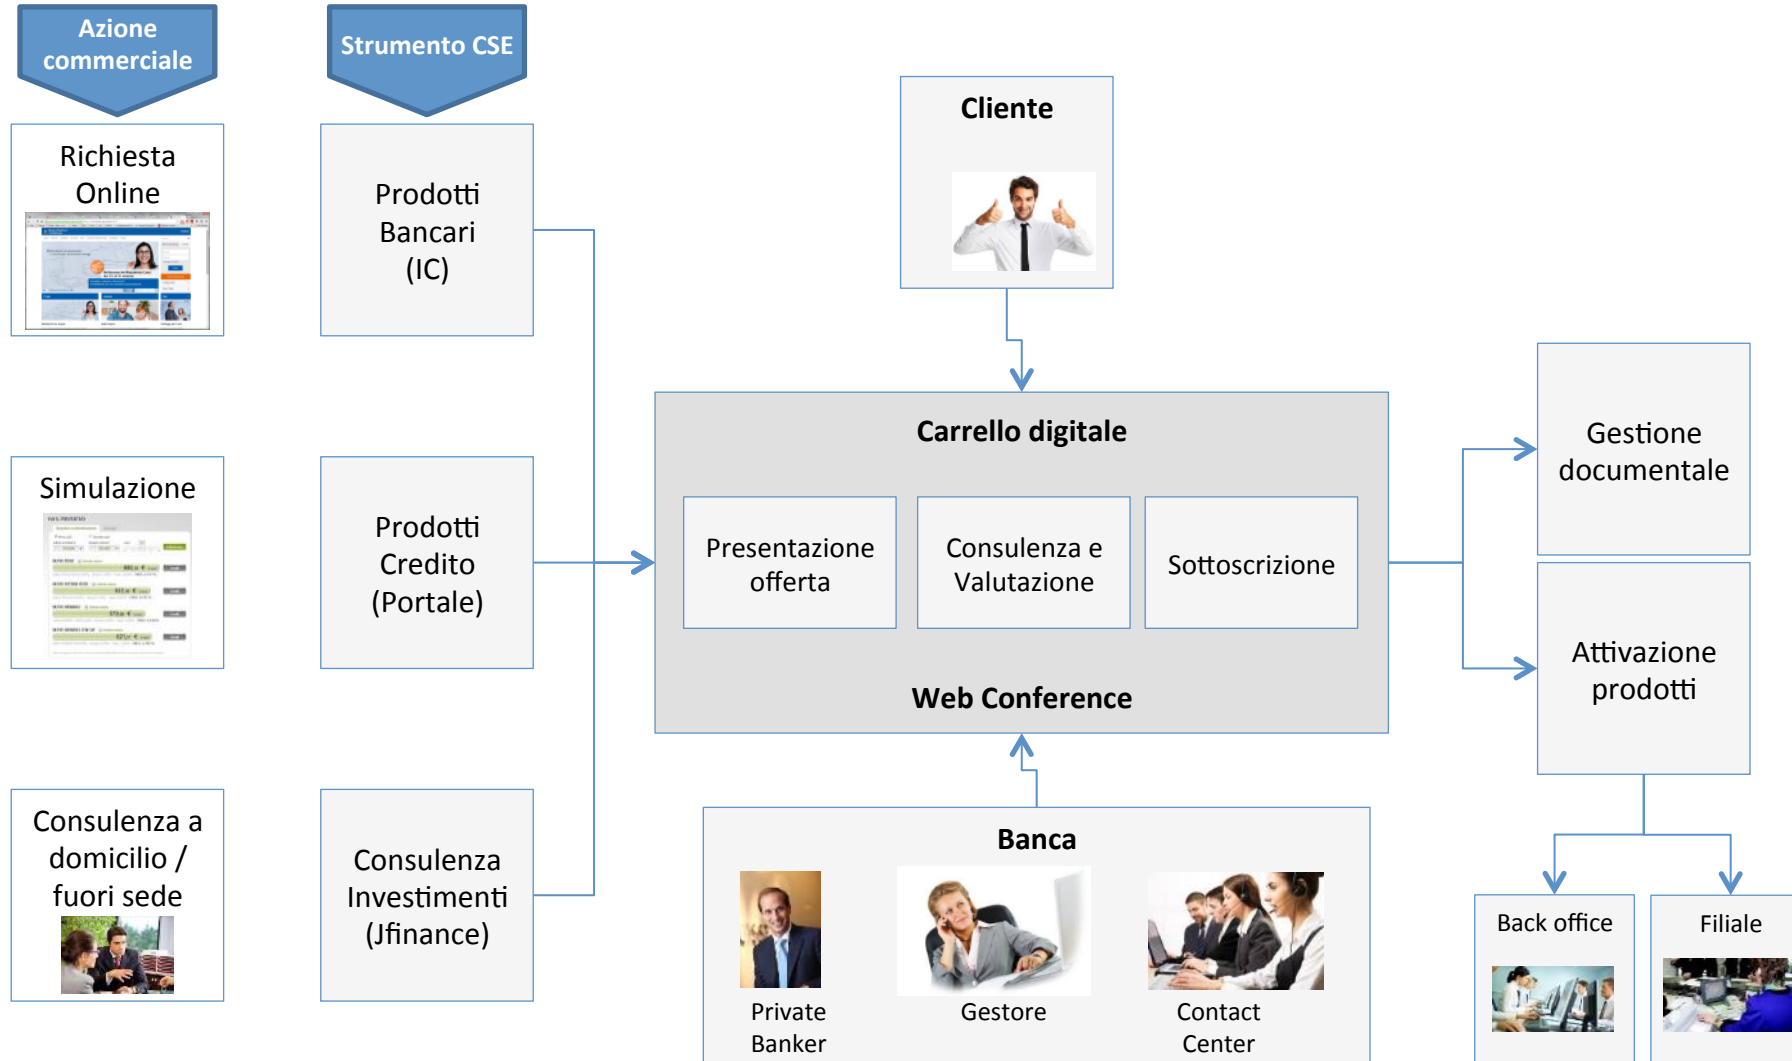 Azione
commerciale
Strumento CSE
Richiesta
Online
Prodotti
Bancari
(IC)
Cliente
Simulazione
Prodotti
Credito
(Portale)
Carrello digitale
Presentazione
offerta
Consulenza e
Valutazione
Sottoscrizione
Web Conference
Gestione
documentale
Attivazione
prodotti
Consulenza a
domicilio /
fuori sede
Consulenza
Investimenti
(Jfinance)
Banca
Private
Banker
Gestore
Contact
Center
Back office
Filiale